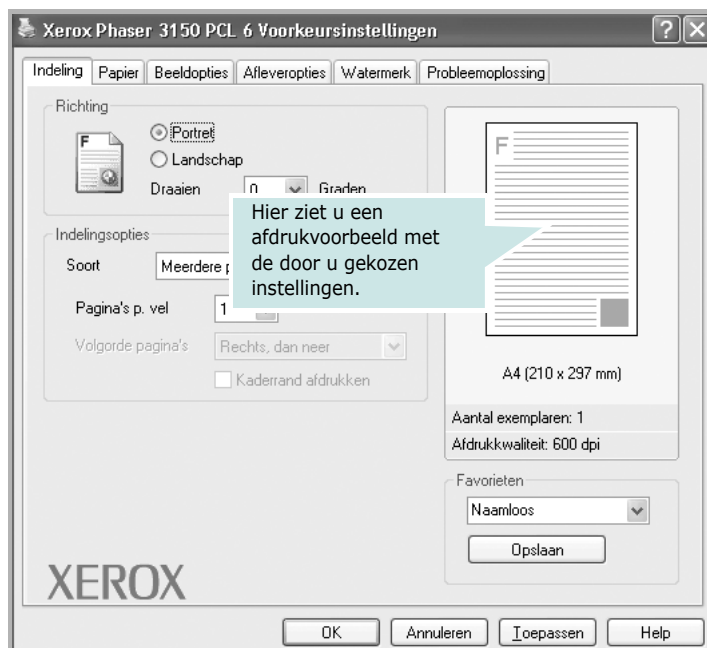 Xerox Phaser 3150 PCL 6 Voorkeursinstellingen
Indeling Papier Beeldopties Afleveropties Watermerk Probleemoplossing
Richting
F
Portret
Landschap
Draaien 0 Graden
Indelingsopties
Soort Meerdere
Pagina's p. vel 1
Volgorde pagina's Rechts, dan neer
Kaderrand afdrukken
Hier ziet u een
afdrukvoorbeeld met
de door u gekozen
instellingen.
F
A4 (210 x 297 mm)
Aantal exemplaren: 1
Afdrukkwaliteit: 600 dpi
Favorieten
Naamloos
Opslaan
XEROX
OK Annuleren Toepassen Help